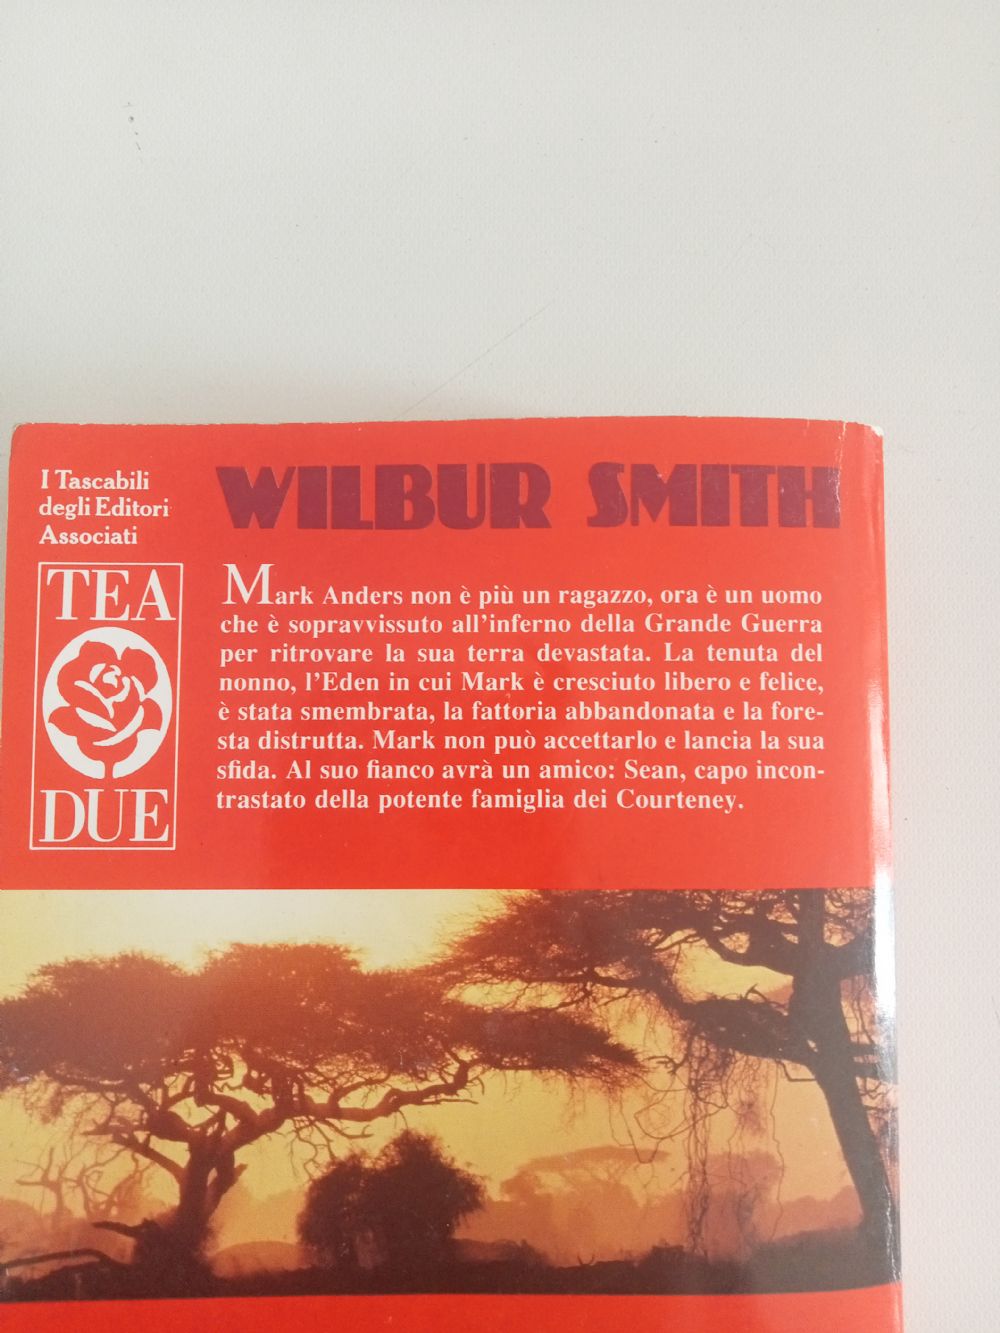 I Tascabili
degli Editori
Associati
TEA
DUE
WILBUR SMITH
Mark Anders non è più un ragazzo, ora è un uomo
che è sopravvissuto all'inferno della Grande Guerra
per ritrovare la sua terra devastata. La tenuta del
nonno, l'Eden in cui Mark è cresciuto libero e felice,
è stata smembrata, la fattoria abbandonata e la fore-
sta distrutta. Mark non può accettarlo e lancia la sua
sfida. Al suo fianco avrà un amico: Sean, capo incon-
trastato della potente famiglia dei Courteney.